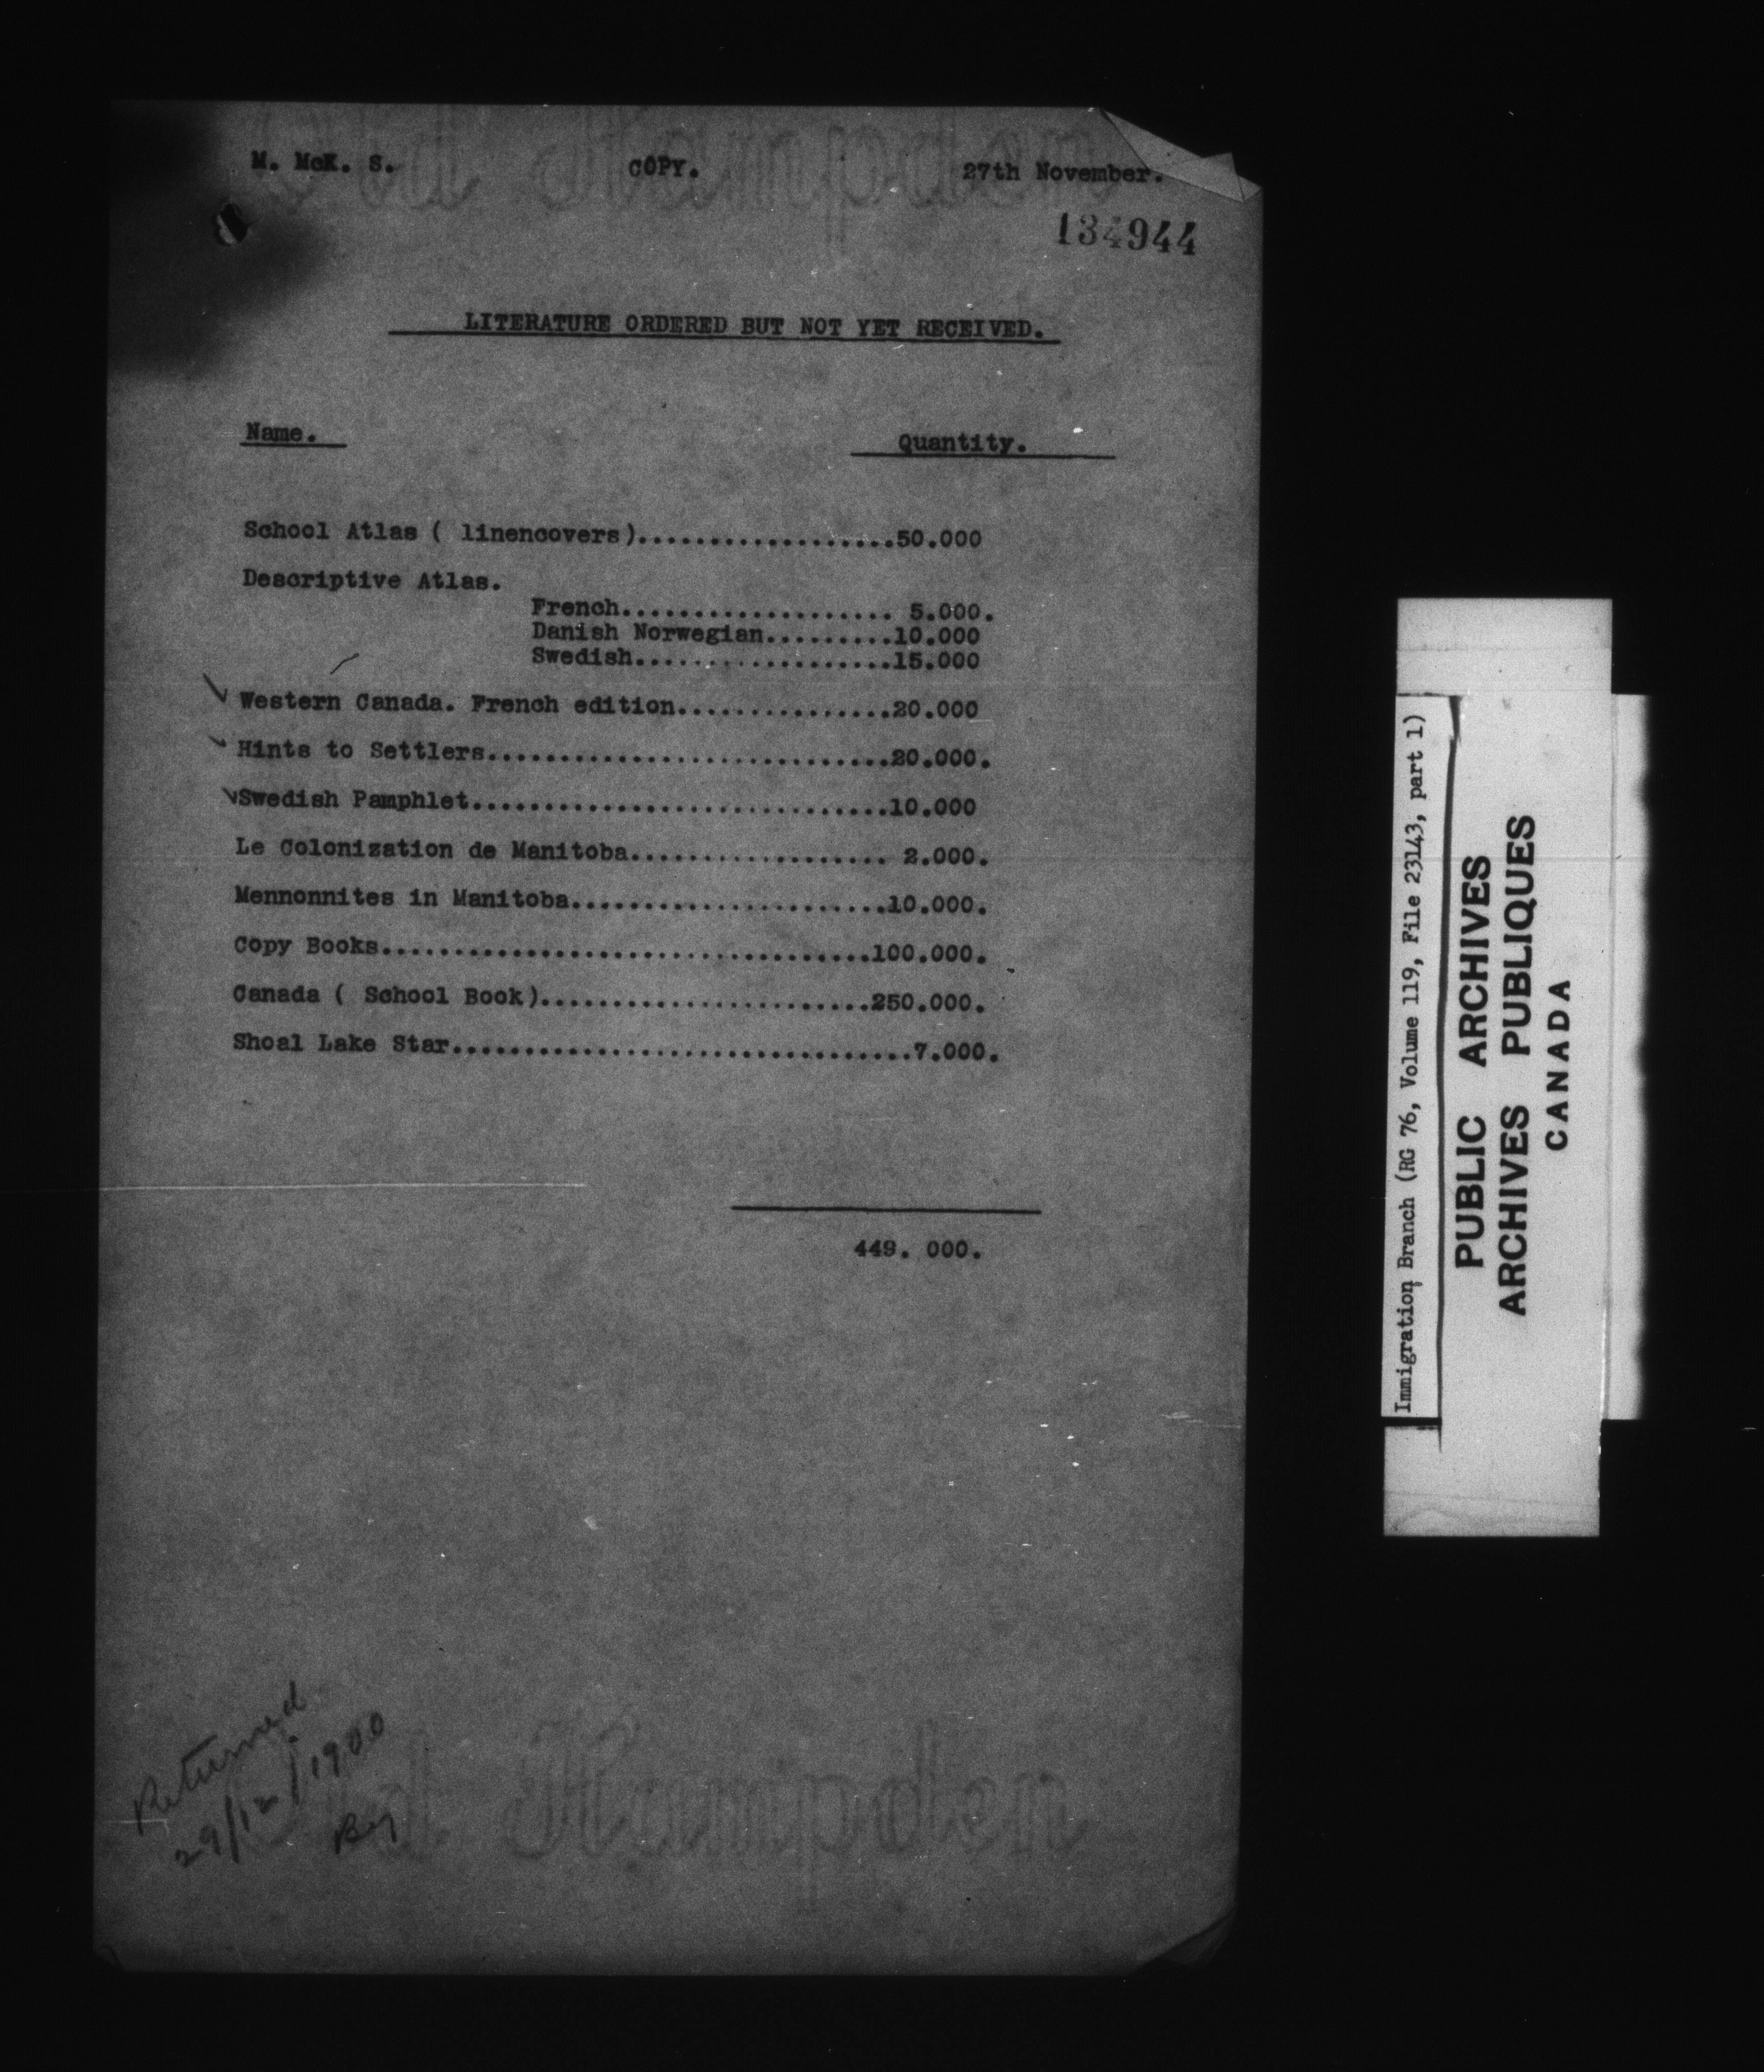 M. McK. S. COPY. 27th November.
134944
LITERATURE ORDERED BUT NOT YET RECEIVED.
Name. Quantity.
School Atlas ( linencovers)..................50.000
Descriptive Atlas.
French................... 5.000.
Danish Norwegian.........10.000
Swedish..................15.000
Western Canada. French edition...............20.000
Hints to Settlers............................20.000.
Swedish Pamphlet.............................10.000
Le Colonization de Manitoba.................. 2.000.
Mennonnites in Manitoba......................10.000.
Copy Books..................................100.000.
Canada ( School Book).......................250.000.
Shoal Lake Star................................7.000.
449. 000.
Returned
29/12/1900
Old Hampden
Immigration Branch (RG 76, Volume 119, File 23143, part 1)
PUBLIC ARCHIVES
ARCHIVES PUBLIQUES
CANADA